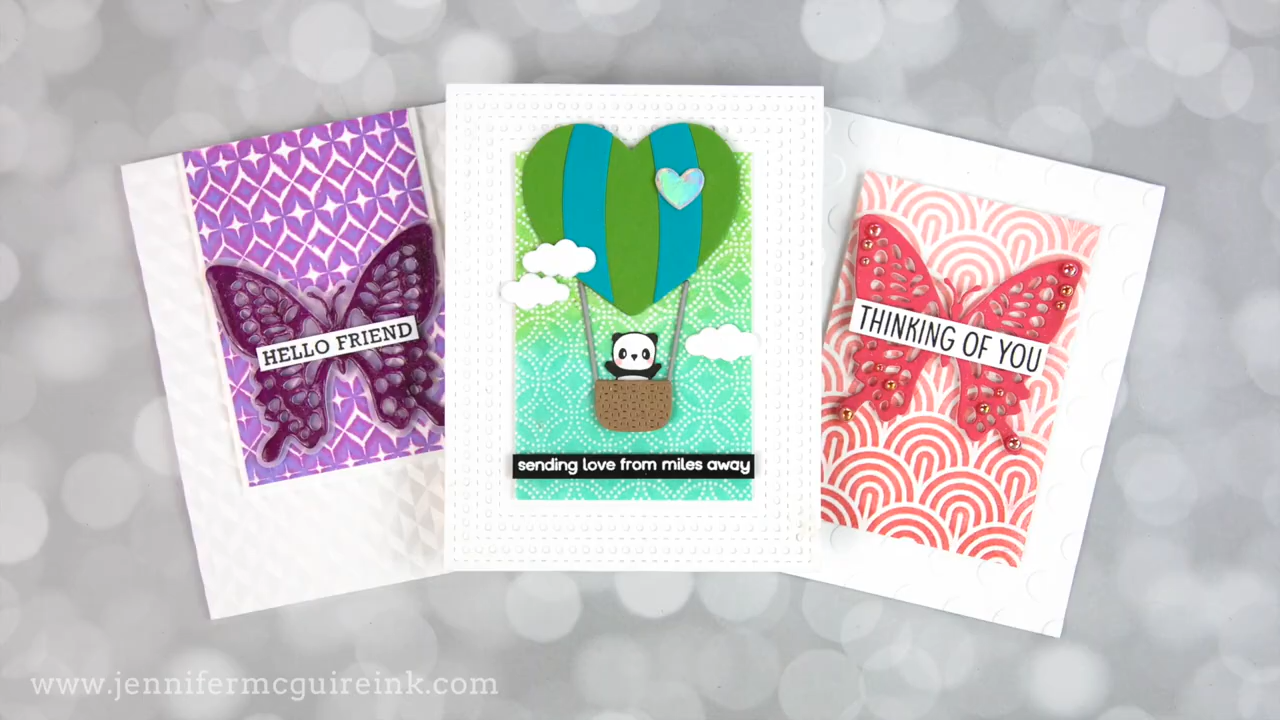 HELLO FRIEND
sending love from miles away
THINKING OF YOU
www.jennifermcguireink.com